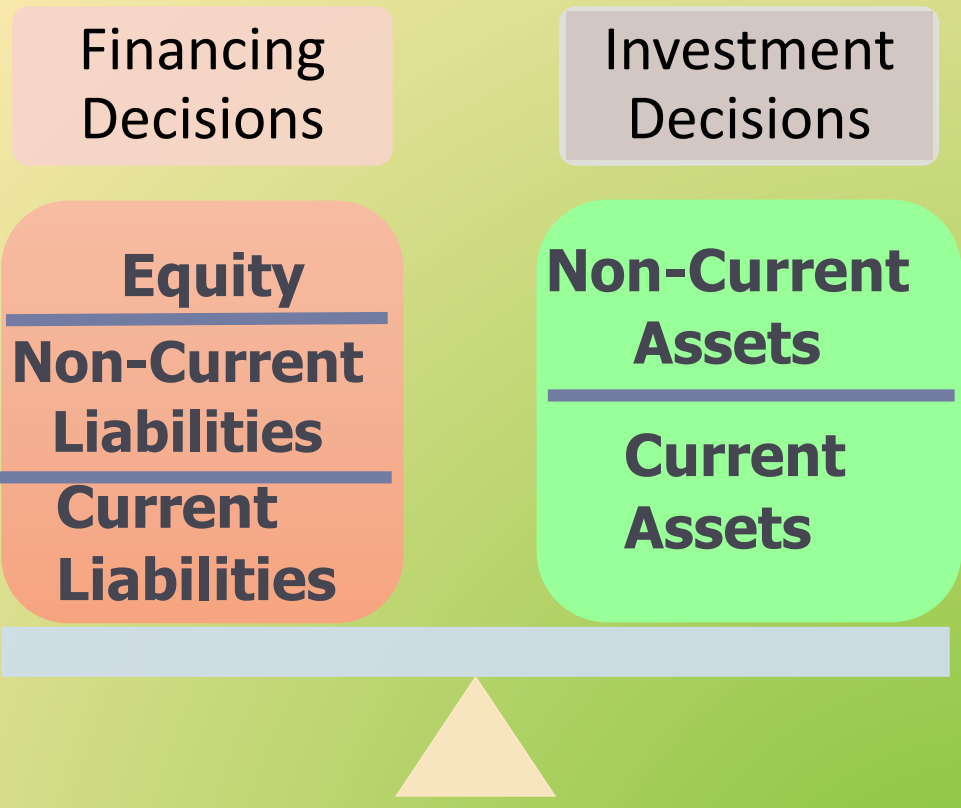 Financing
Decisions
Investment
Decisions
Equity
Non-Current
Liabilities
Current
Liabilities
Non-Current
Assets
Current
Assets